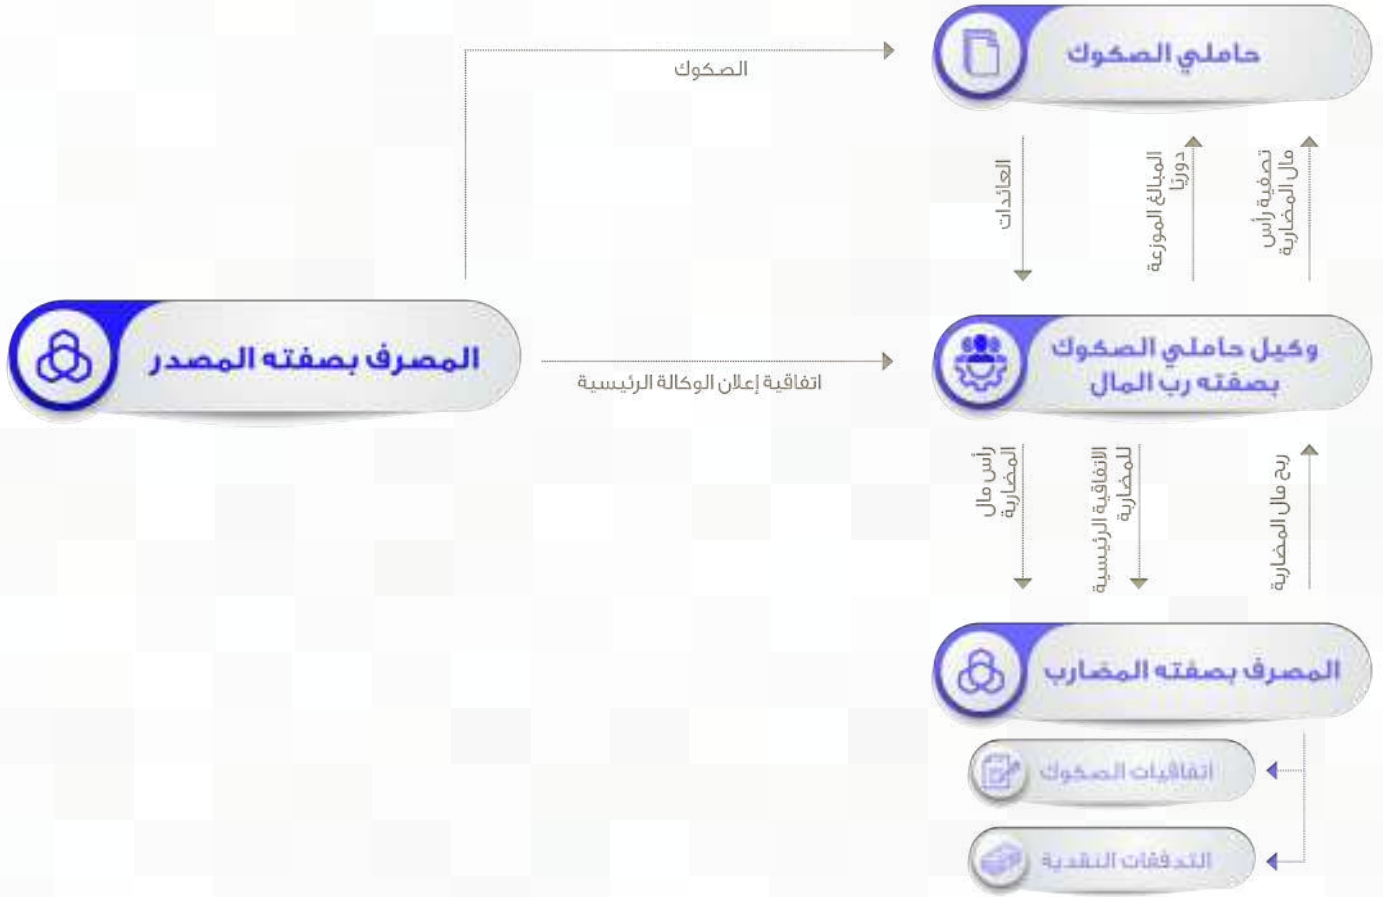 حاملي الصكوك
الصكوك
العائدات
المبالغ الموزعة
دوريًا
تصفية رأس
مال المضاربة
المصرف بصفته المصدر
اتفاقية إعلان الوكالة الرئيسية
وكيل حاملي الصكوك
بصفته رب المال
رأس مال
المضاربة
الاتفاقية الرئيسية
للمضاربة
ربح مال المضاربة
المصرف بصفته المضارب
اتفاقيات الصكوك
التدفقات النقدية